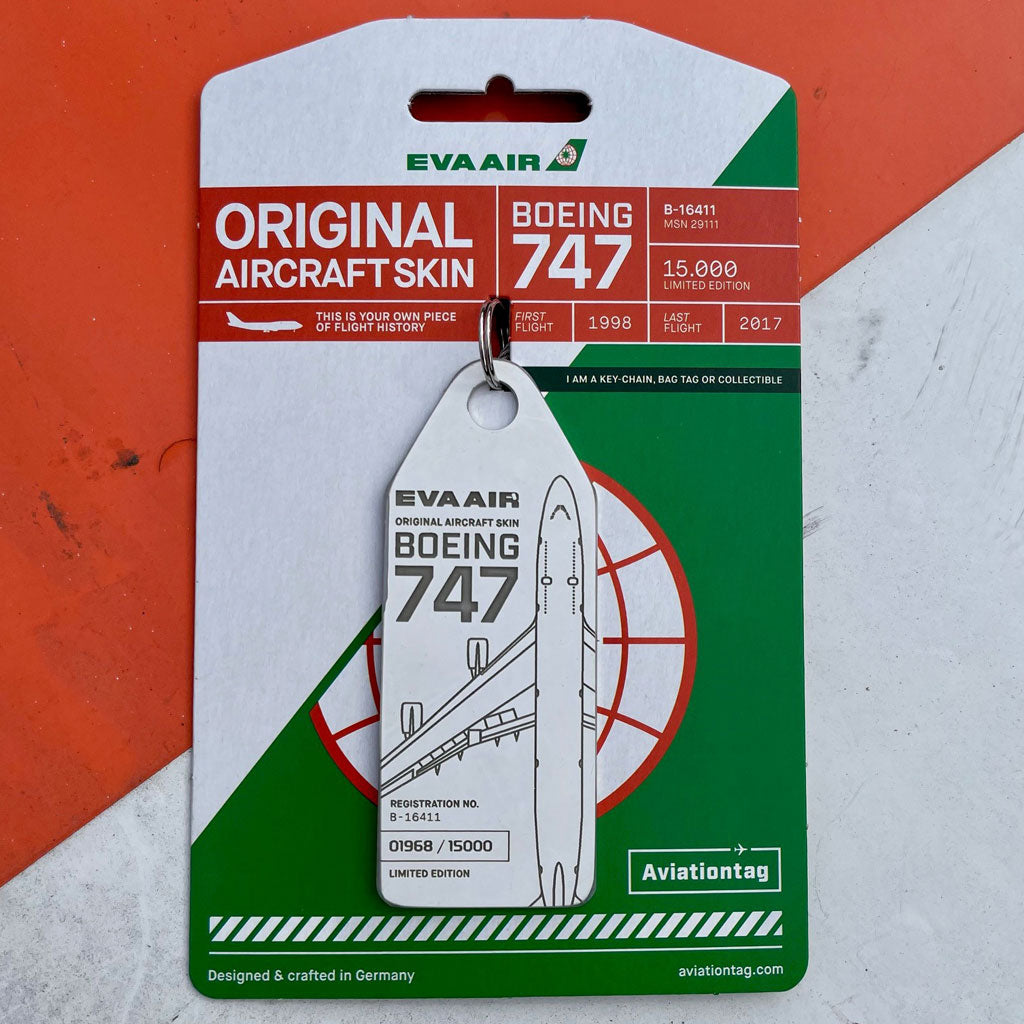 EVA AIR
ORIGINAL
AIRCRAFT SKIN
BOEING
747
B-16411
MSN 29111
15.000
LIMITED EDITION
THIS IS YOUR OWN PIECE
OF FLIGHT HISTORY
FIRST
FLIGHT
1998
LAST
FLIGHT
2017
I AM A KEY-CHAIN, BAG TAG OR COLLECTIBLE
EVA AIR
ORIGINAL AIRCRAFT SKIN
BOEING
747
REGISTRATION NO.
B-16411
01968 / 15000
LIMITED EDITION
Aviationtag
Designed & crafted in Germany
aviationtag.com